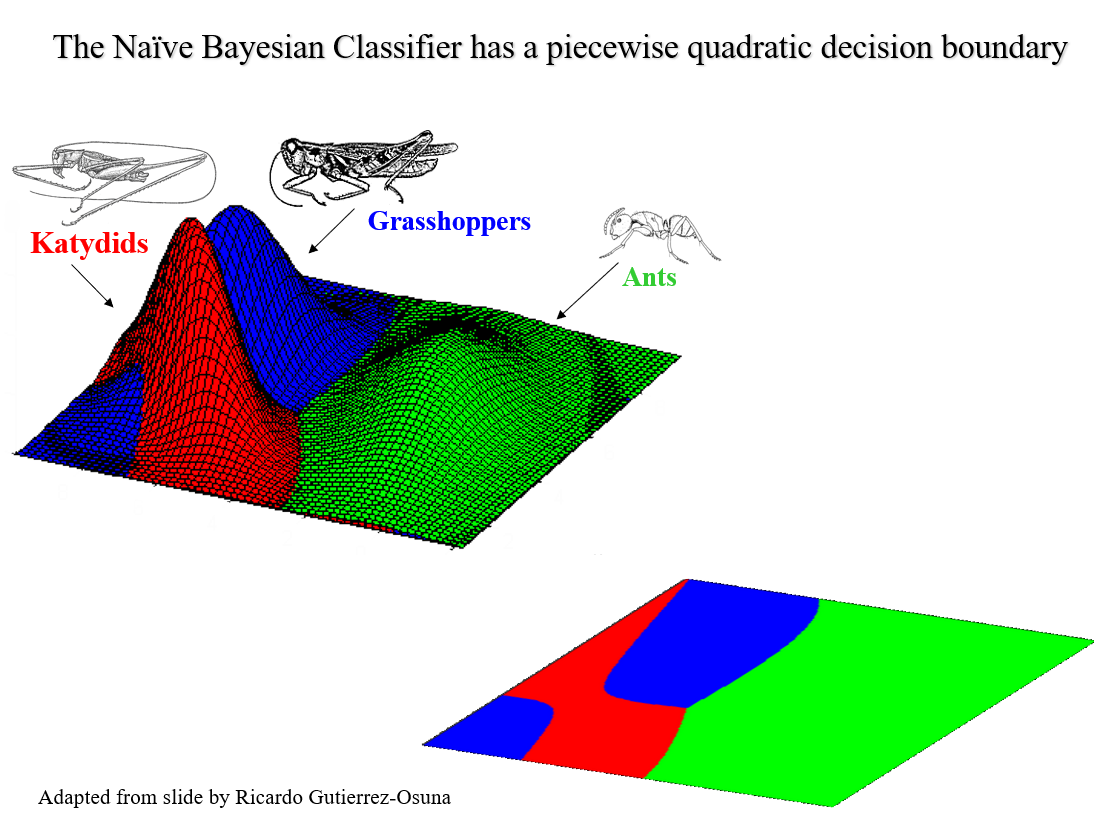 The Naïve Bayesian Classifier has a piecewise quadratic decision boundary
Grasshoppers
Katydids
Ants
Adapted from slide by Ricardo Gutierrez-Osuna